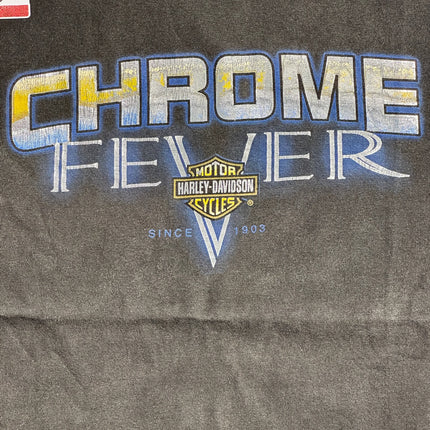 CHROME
FEVER
MOTOR
HARLEY-DAVIDSON
CYCLES
®
SINCE 1903